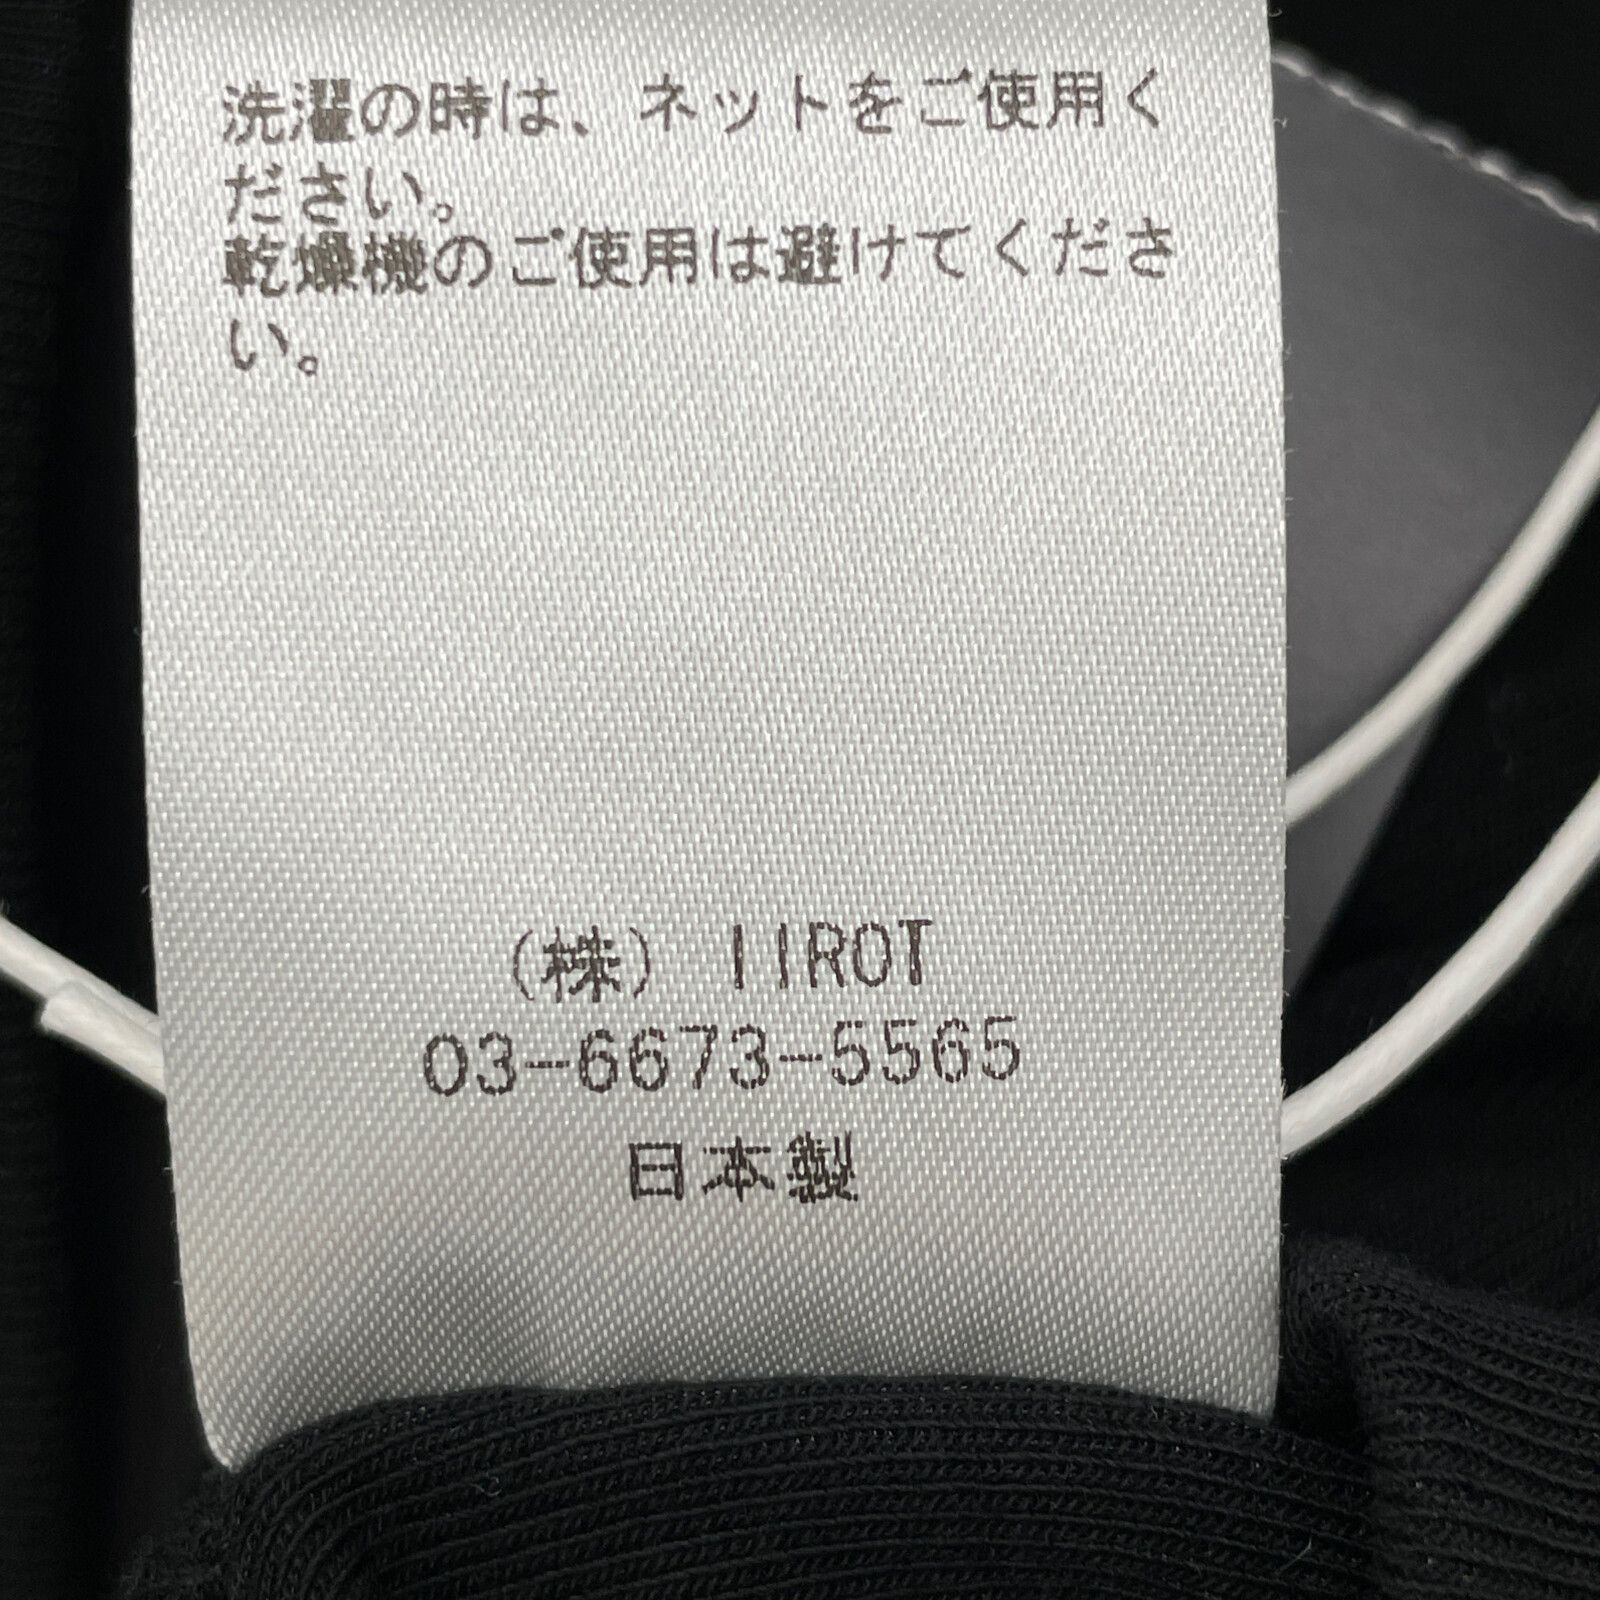 洗濯の時は、ネットをご使用く
ださい。
乾燥機のご使用は避けてくださ
い。
(株) IIROT
03-6673-5565
日本製